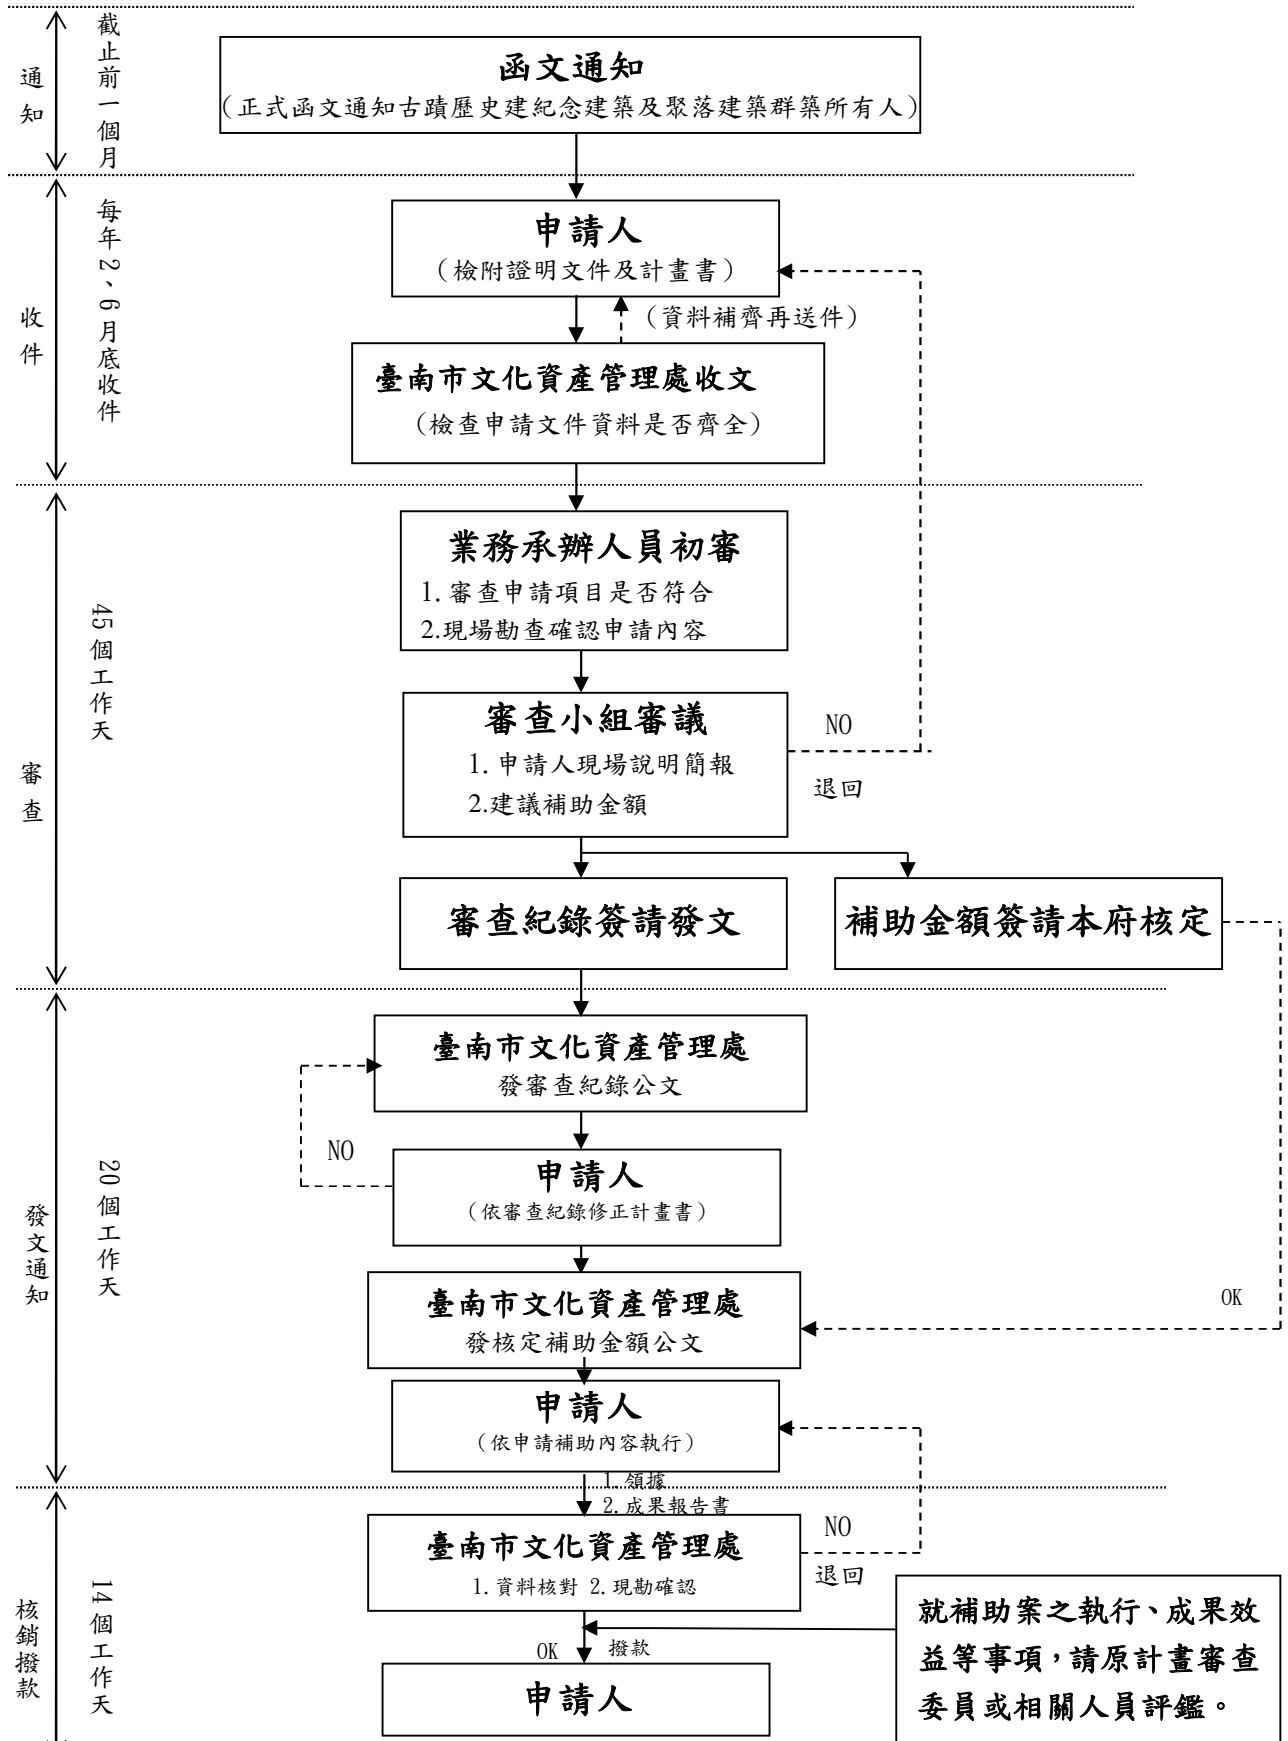 通知
截止前一個月
函文通知
（正式函文通知古蹟歷史建紀念建築及聚落建築群築所有人）
收件
每年2、6月底收件
申請人
（檢附證明文件及計畫書）
（資料補齊再送件）
臺南市文化資產管理處收文
（檢查申請文件資料是否齊全）
審查
45個工作天
業務承辦人員初審
1. 審查申請項目是否符合
2.現場勘查確認申請內容
審查小組審議
1. 申請人現場說明簡報
2.建議補助金額
NO
退回
審查紀錄簽請發文
補助金額簽請本府核定
發文通知
20個工作天
臺南市文化資產管理處
發審查紀錄公文
NO
申請人
（依審查紀錄修正計畫書）
臺南市文化資產管理處
發核定補助金額公文
OK
申請人
（依申請補助內容執行）
1. 領據
2. 成果報告書
核銷撥款
14個工作天
臺南市文化資產管理處
1. 資料核對 2. 現勘確認
NO
退回
OK
撥款
申請人
就補助案之執行、成果效
益等事項，請原計畫審查
委員或相關人員評鑑。